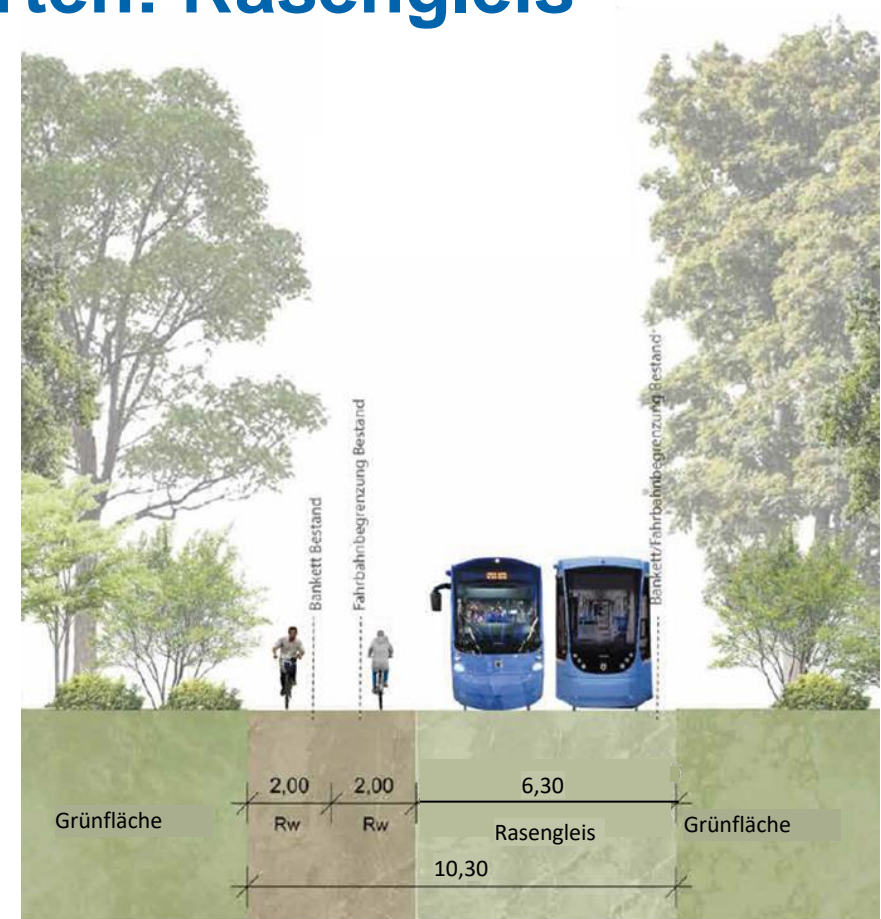 rten: Rasengleis
Bankett Bestand
Fahrbahnbegrenzung Bestand
Bankett/Fahrbahnbegrenzung Bestand
2,00
2,00
6,30
Grünfläche
Rw
Rw
Rasengleis
Grünfläche
10,30